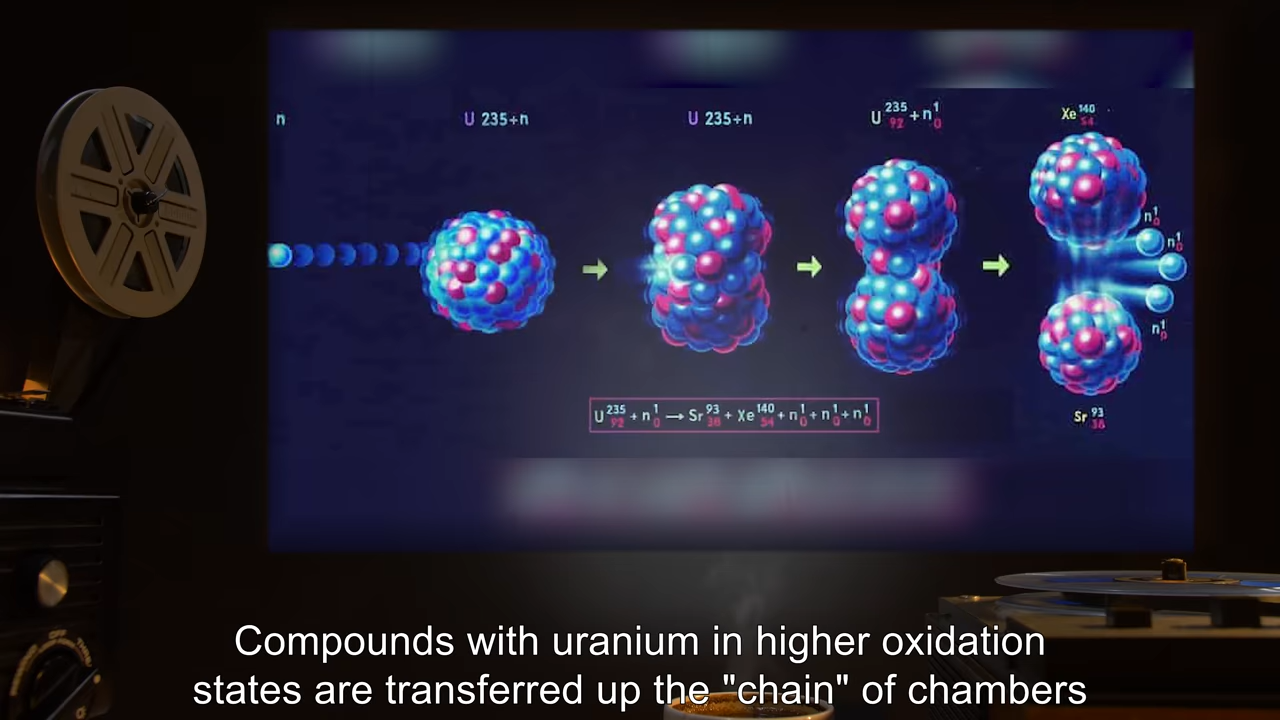 n
U 235+n
U 235+n
U 235 92 + n 1 0
Xe 140 54
n 1 0
n 1 0
n 1 0
U 235 92 + n 1 0 → Sr 93 38 + Xe 140 54 + n 1 0 + n 1 0 + n 1 0
Sr 93 38
OFF
Compounds with uranium in higher oxidation
states are transferred up the "chain" of chambers